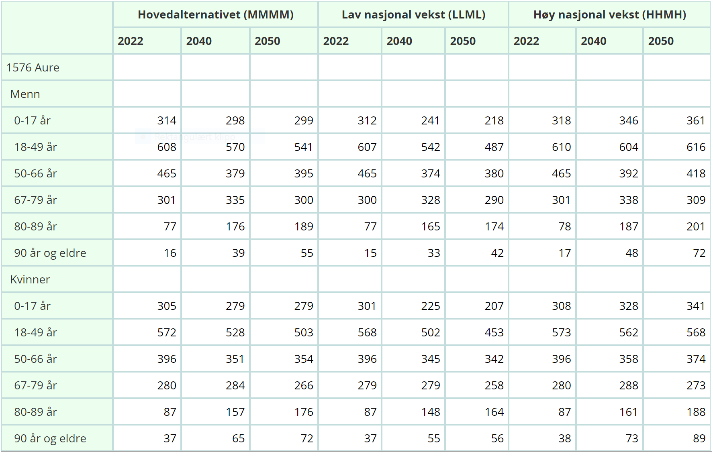 Hovedalternativet (MMMM) Lav nasjonal vekst (LLML) Høy nasjonal vekst (HHMH)
2022 2040 2050 2022 2040 2050 2022 2040 2050
1576 Aure
Menn
0-17 år 314 298 299 312 241 218 318 346 361
18-49 år 608 570 541 607 542 487 610 604 616
50-66 år 465 379 395 465 374 380 465 392 418
67-79 år 301 335 300 300 328 290 301 338 309
80-89 år 77 176 189 77 165 174 78 187 201
90 år og eldre 16 39 55 15 33 42 17 48 72
Kvinner
0-17 år 305 279 279 301 225 207 308 328 341
18-49 år 572 528 503 568 502 453 573 562 568
50-66 år 396 351 354 396 345 342 396 358 374
67-79 år 280 284 266 279 279 258 280 288 273
80-89 år 87 157 176 87 148 164 87 161 188
90 år og eldre 37 65 72 37 55 56 38 73 89